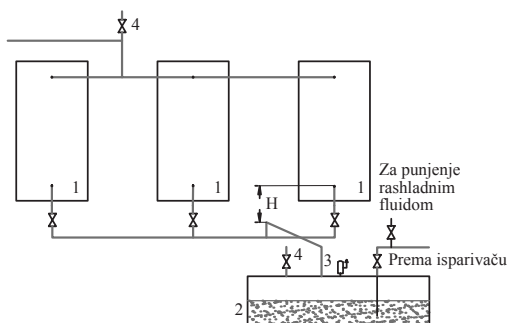 4
1
1
1
H
Za punjenje
rashladnim
fluidom
4
3
Prema isparivaču
2